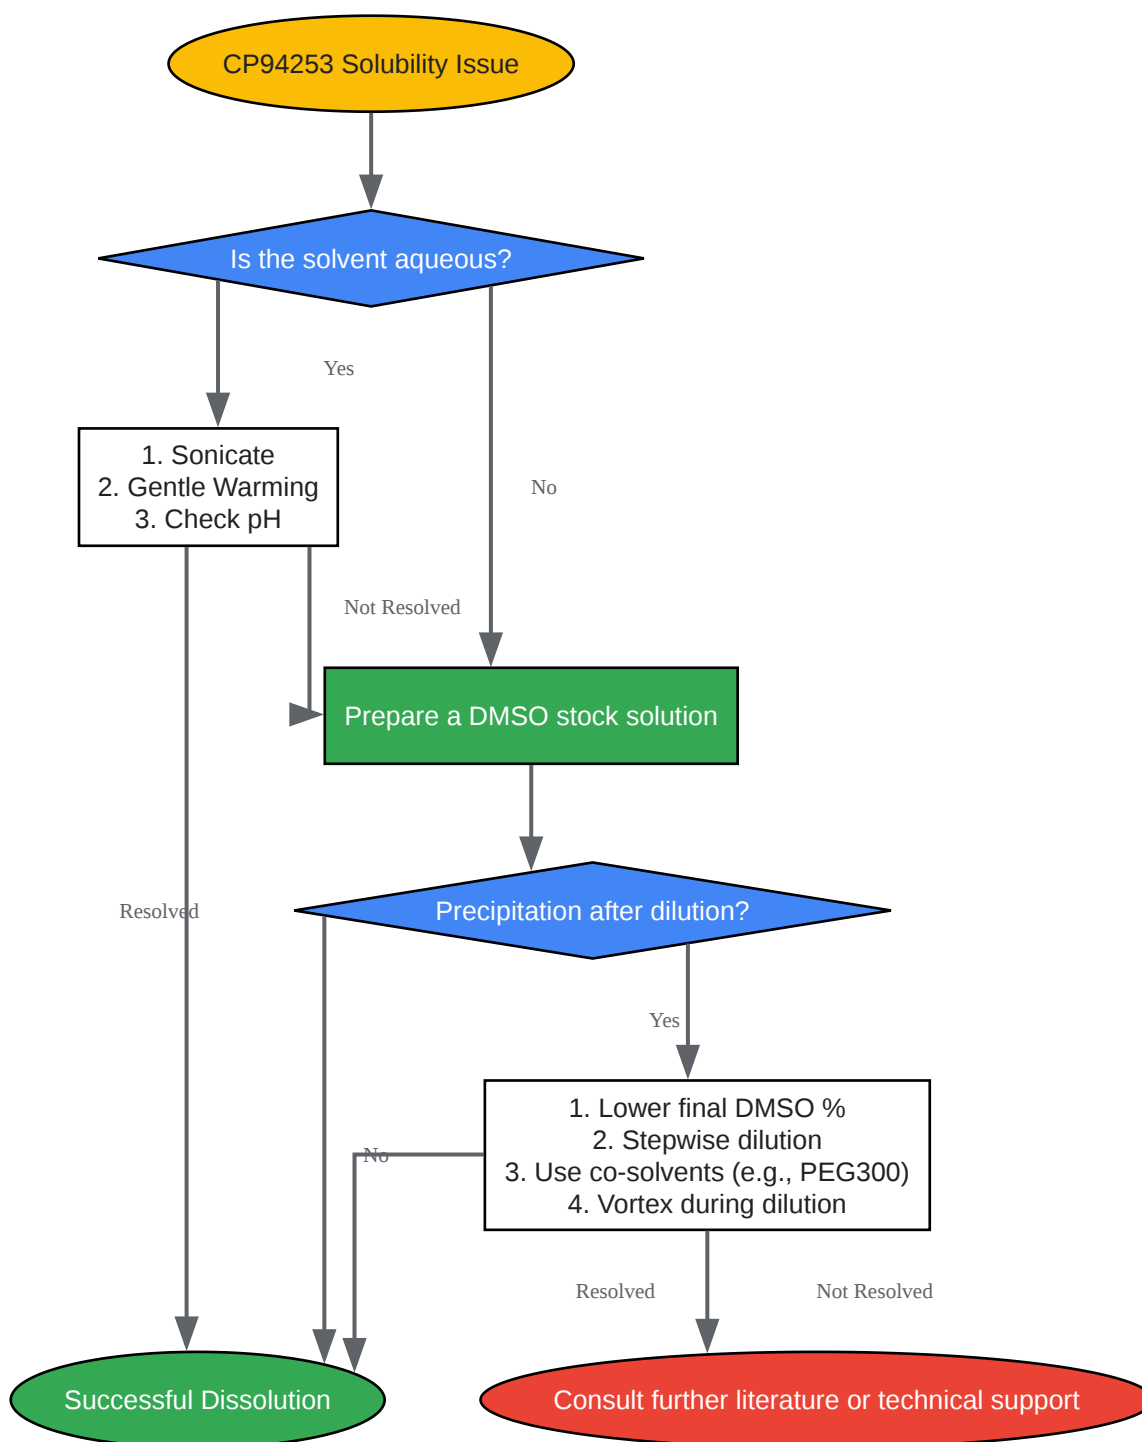 CP94253 Solubility Issue
Is the solvent aqueous?
Yes
1. Sonicate
2. Gentle Warming
3. Check pH
No
Not Resolved
Prepare a DMSO stock solution
Resolved
Precipitation after dilution?
Yes
1. Lower final DMSO %
2. Stepwise dilution
3. Use co-solvents (e.g., PEG300)
4. Vortex during dilution
No
Resolved
Not Resolved
Successful Dissolution
Consult further literature or technical support